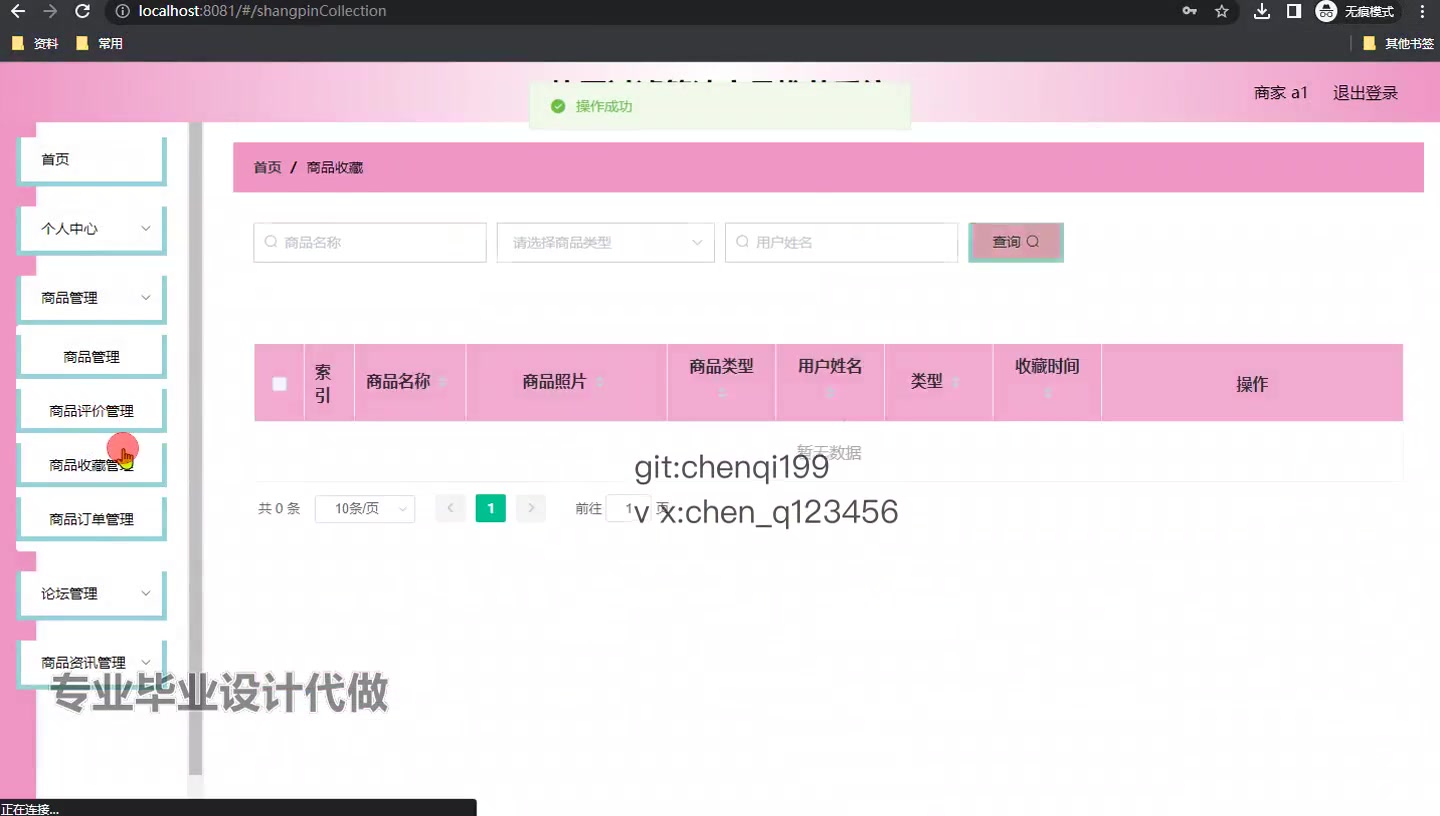 localhost:8081/#/shangpinCollection
无痕模式
资料
常用
其他书签
商家 a1
退出登录
操作成功
首页
个人中心
商品管理
商品管理
商品评价管理
商品收藏管理
商品订单管理
论坛管理
商品资讯管理
首页 / 商品收藏
商品名称
请选择商品类型
用户姓名
查询
索引
商品名称
商品照片
商品类型
用户姓名
类型
收藏时间
操作
暂无数据
共 0 条
10条/页
1
前往
1
页
git:chenqi199
v x:chen_q123456
专业毕业设计代做
正在连接...